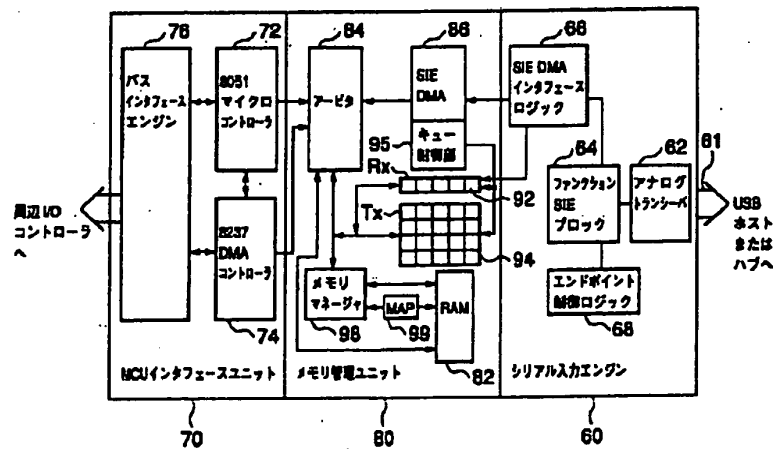 76
72
84
86
66
バス
インタフェース
エンジン
8051
マイクロ
コントローラ
アービタ
SIE
DMA
キュー
制御部
95
SIE DMA
インタフェース
ロジック
64
62
61
Rx
92
Tx
94
ファンクション
SIE
ブロック
アナログ
トランシーバ
周辺I/O
コントローラ
へ
8237
DMA
コントローラ
USB
ホスト
または
ハブへ
メモリ
マネージャ
MAP
RAM
エンドポイント
制御ロジック
74
98
99
82
68
MCUインタフェースユニット
メモリ管理ユニット
シリアル入力エンジン
70
80
60